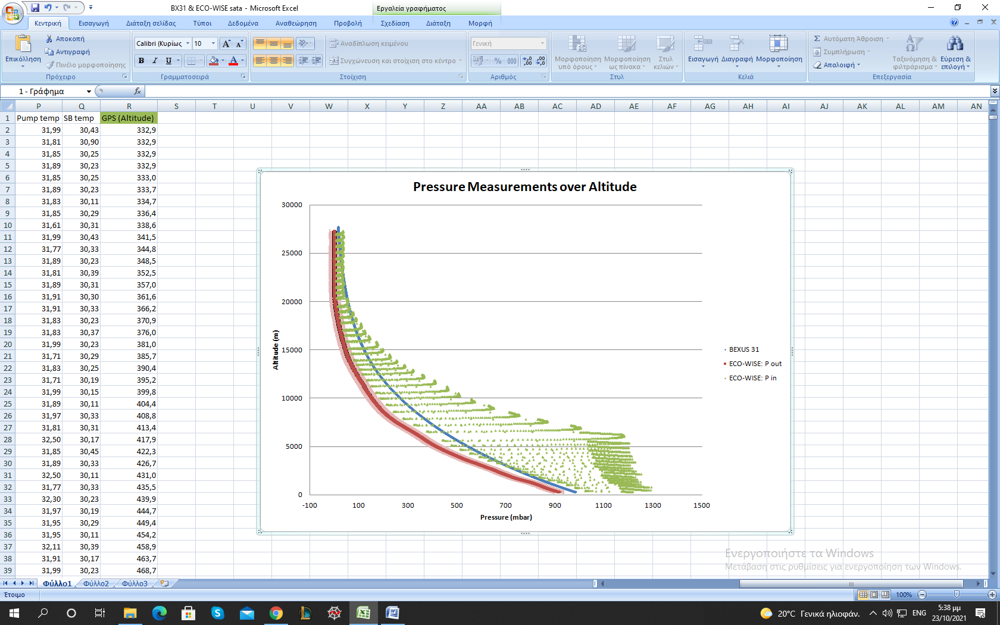 BX31 & ECO-WISE sata - Microsoft Excel
Εργαλεία γραφήματος
Κεντρική Εισαγωγή Διάταξη σελίδας Τύποι Δεδομένα Αναθεώρηση Προβολή Σχεδίαση Διάταξη Μορφή
Επικόλληση
Αποκοπή
Αντιγραφή
Πινέλο μορφοποίησης
Πρόχειρο
Calibri (Κυρίως 10
B I U
Γραμματοσειρά
Αναδίπλωση κειμένου
Συγχώνευση και στοίχιση στο κέντρο
Στοίχιση
Γενική
% 000
Αριθμός
Μορφοποίηση υπό όρους
Μορφοποίηση ως πίνακα
Στυλ κελιών
Στυλ
Εισαγωγή Διαγραφή Μορφοποίηση
Κελιά
Σ Αυτόματη Άθροιση
Συμπλήρωση
Απαλοιφή
Ταξινόμηση & φιλτράρισμα
Εύρεση & επιλογή
Επεξεργασία
1 - Γράφημα fx
P Q R S T U V W X Y Z AA AB AC AD AE AF AG AH AI AJ AK AL AM AN
1 Pump temp SB temp GPS (Altitude)
2 31,99 30,43 332,9
3 31,81 30,90 332,9
4 31,85 30,25 332,9
5 31,89 30,23 332,9
6 31,85 30,25 333,0
7 31,89 30,23 333,7
8 31,83 30,11 334,7
9 31,85 30,29 336,4
10 31,61 30,31 338,6
11 31,99 30,43 341,5
12 31,77 30,33 344,8
13 31,89 30,23 348,5
14 31,81 30,39 352,5
15 31,89 30,31 357,0
16 31,91 30,30 361,6
17 31,91 30,33 366,2
18 31,83 30,23 370,9
19 31,83 30,37 376,0
20 31,99 30,23 381,0
21 31,71 30,29 385,7
22 31,83 30,25 390,4
23 31,71 30,19 395,2
24 31,99 30,15 399,8
25 31,89 30,11 404,4
26 31,97 30,33 408,8
27 31,81 30,31 413,4
28 32,50 30,17 417,9
29 31,85 30,45 422,3
30 31,89 30,33 426,7
31 32,50 30,11 431,0
32 31,77 30,33 435,5
33 32,30 30,23 439,9
34 31,97 30,19 444,7
35 31,95 30,29 449,4
36 31,95 30,11 454,2
37 32,11 30,39 458,9
38 31,91 30,17 463,7
39 31,99 30,23 468,7
Pressure Measurements over Altitude
30000
25000
20000
15000
10000
5000
0
Altitude (m)
-100 100 300 500 700 900 1100 1300 1500
Pressure (mbar)
BEXUS 31
ECO-WISE: P out
ECO-WISE: P in
Ενεργοποιήστε τα Windows
Μετάβαση στις ρυθμίσεις για ενεργοποίηση των Windows.
Φύλλο1 Φύλλο2 Φύλλο3
Έτοιμο 100%
20°C Γενικά ηλιοφάν. ENG
5:38 μμ
23/10/2021